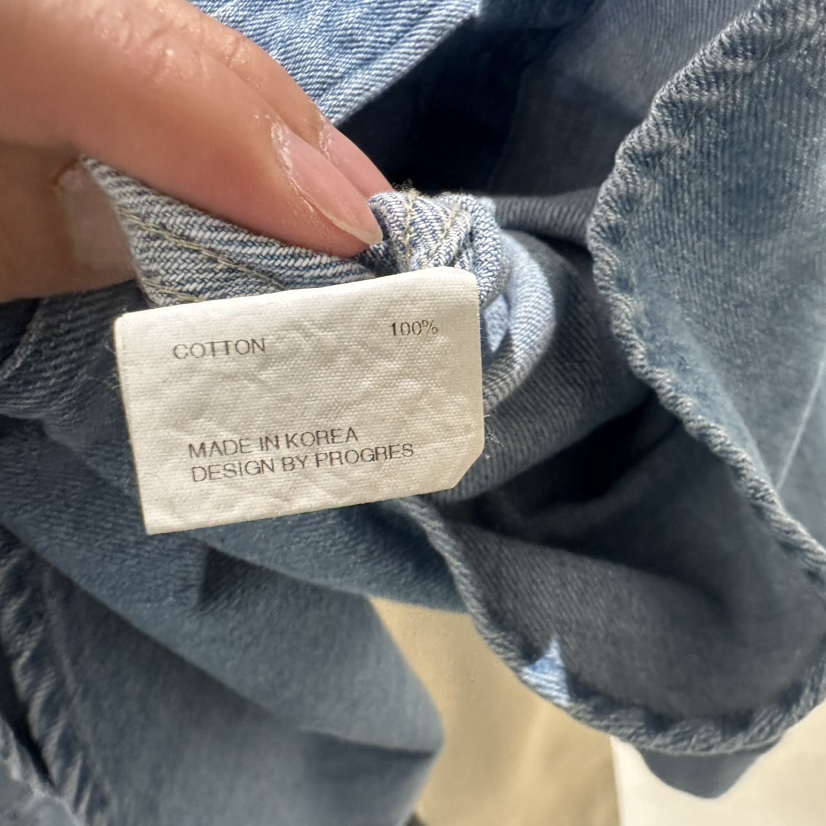 COTTON 100%
MADE IN KOREA
DESIGN BY PROGRES